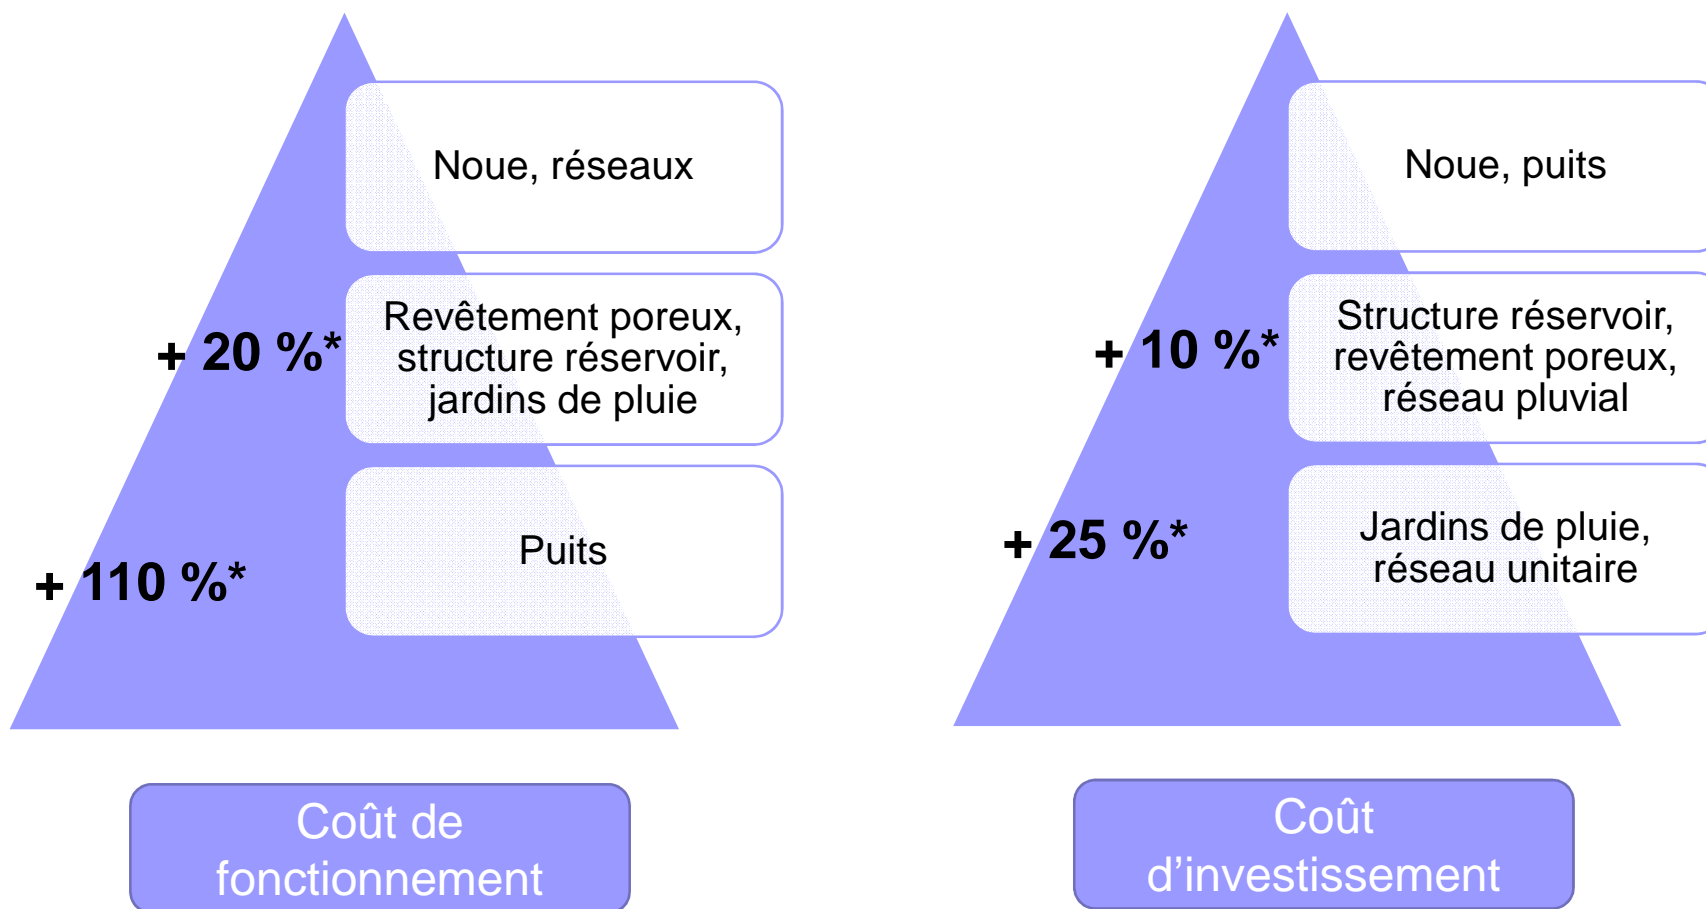 Noue, réseaux
+ 20 %*
Revêtement poreux,
structure réservoir,
jardins de pluie
+ 110 %*
Puits
Coût de
fonctionnement
Noue, puits
+ 10 %*
Structure réservoir,
revêtement poreux,
réseau pluvial
+ 25 %*
Jardins de pluie,
réseau unitaire
Coût
d’investissement